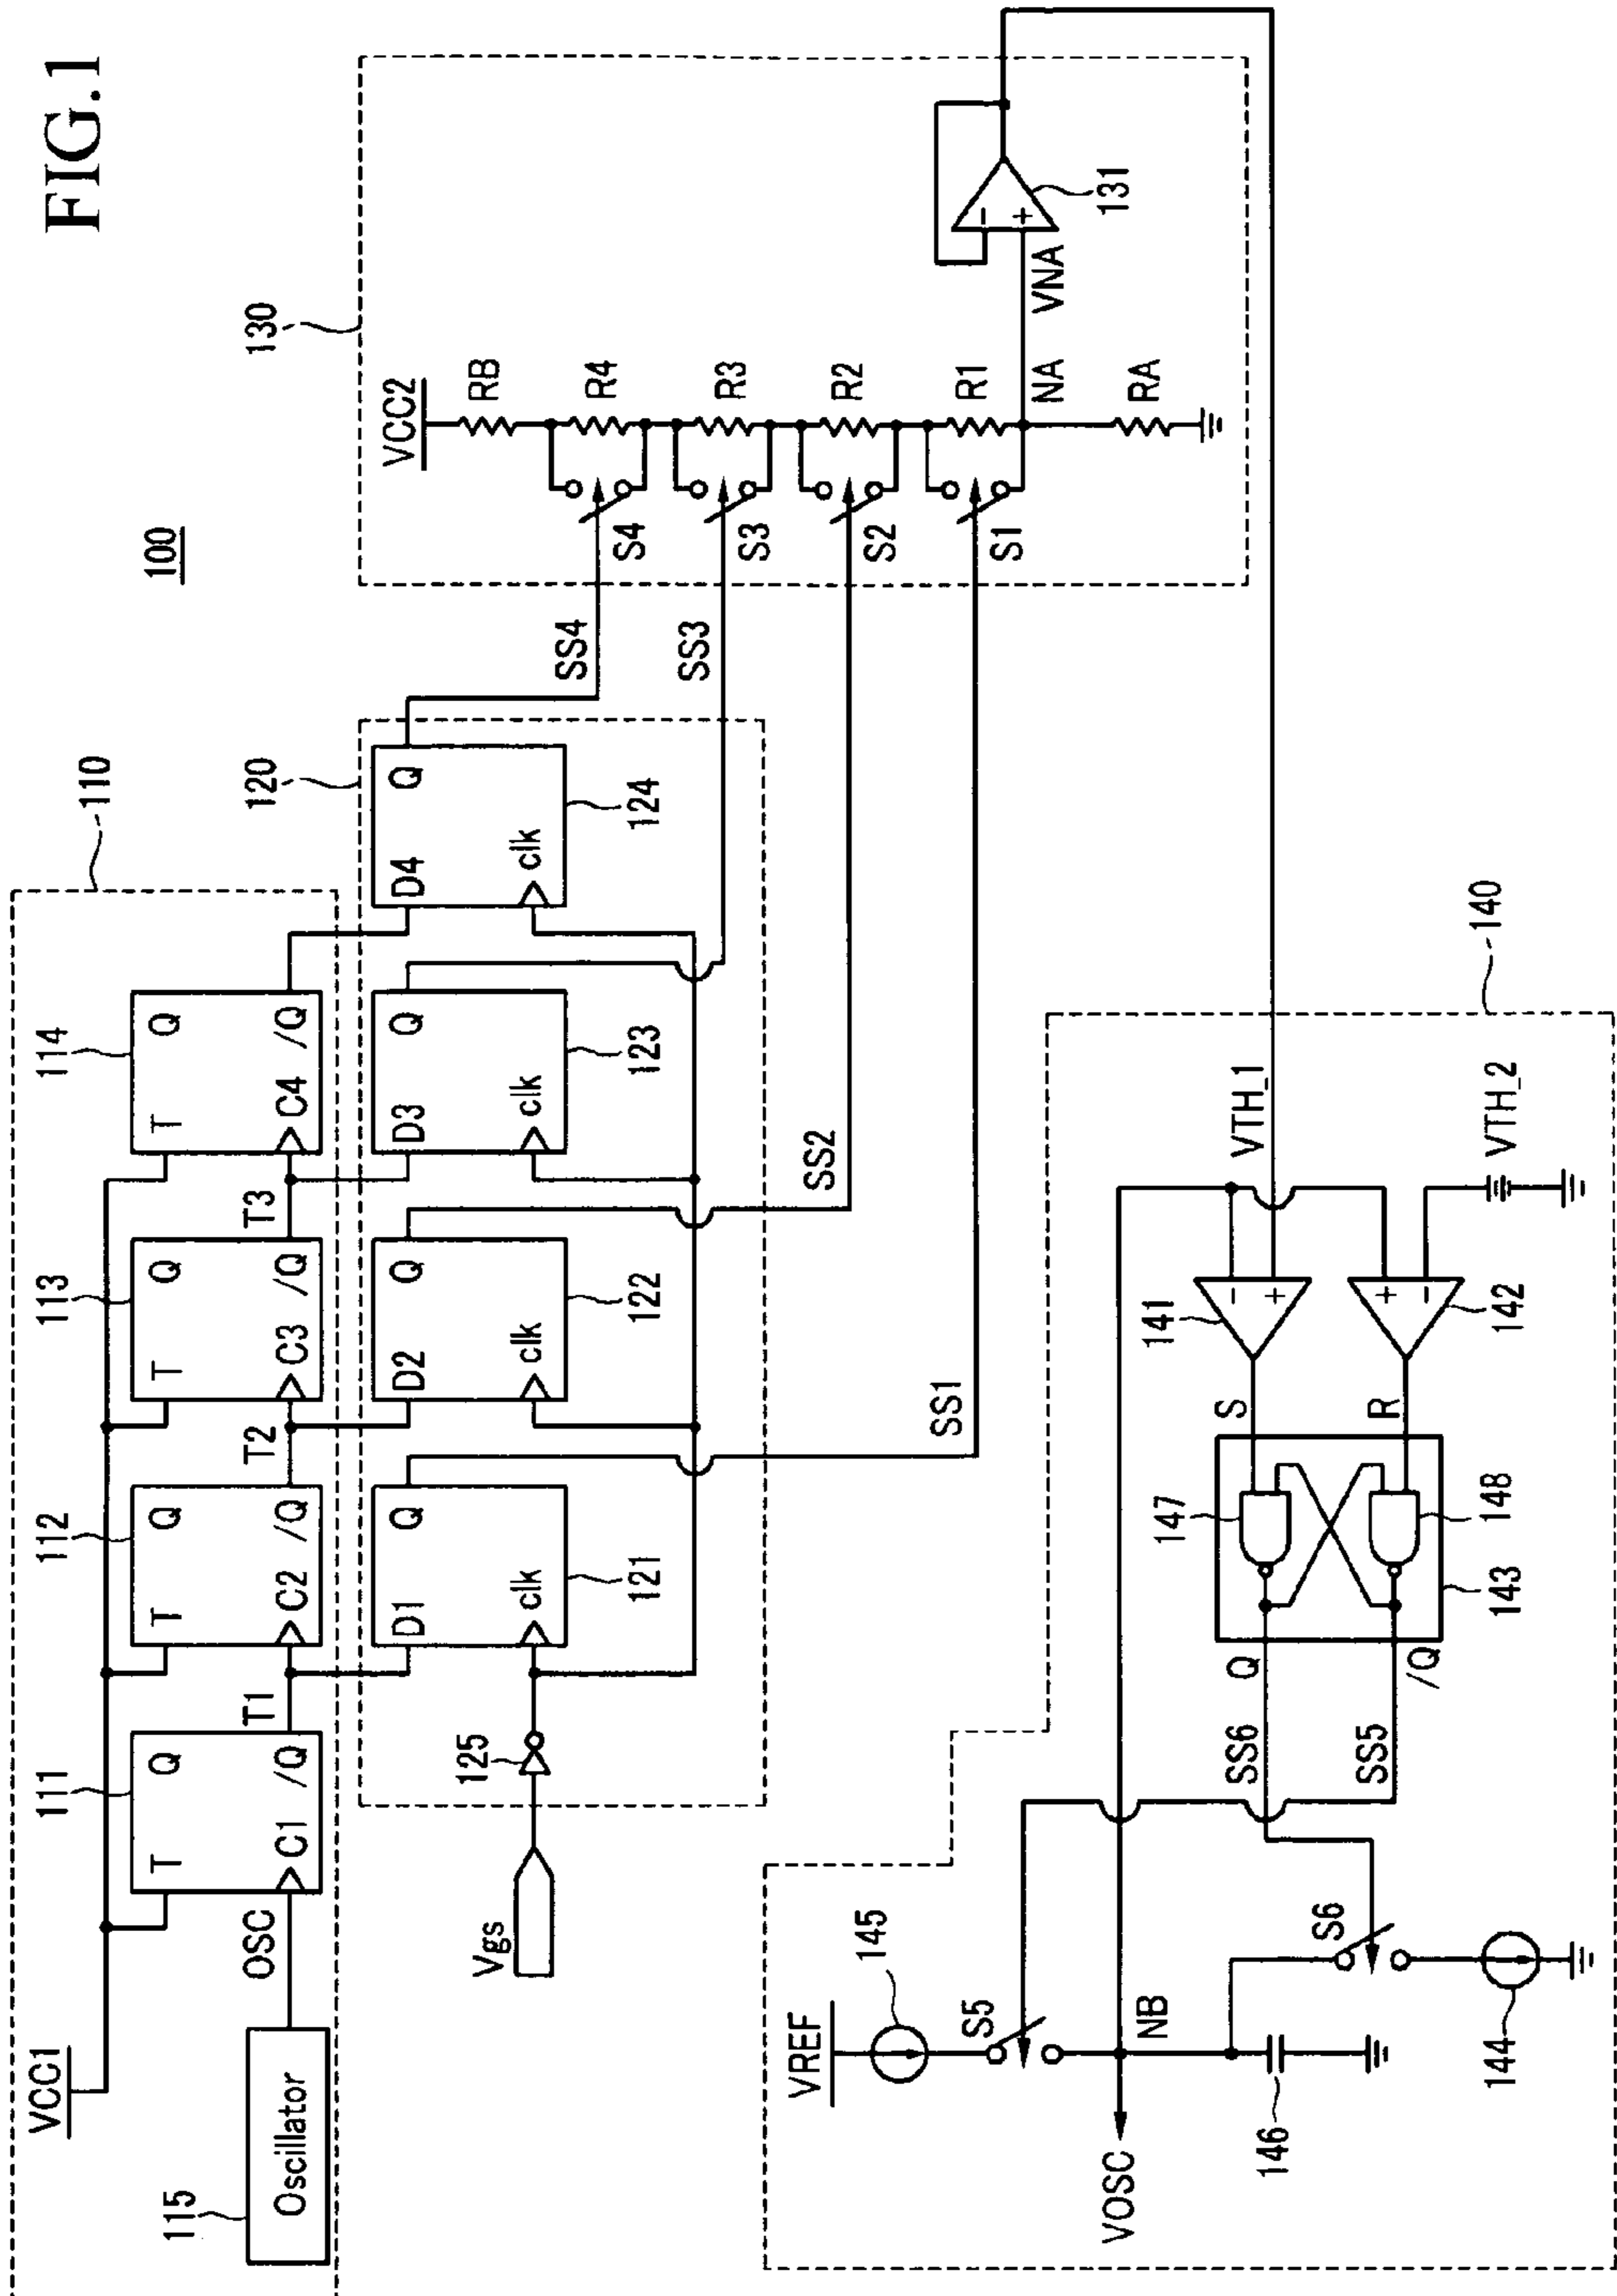 FIG.1
100
110
VCC1
115
Oscillator
OSC
111
T
Q
C1
/Q
T1
112
T
Q
C2
/Q
T2
113
T
Q
C3
/Q
T3
114
T
Q
C4
/Q
120
Vgs
125
D1
Q
clk
121
D2
Q
clk
122
D3
Q
clk
123
D4
Q
clk
124
SS4
SS3
SS2
SS1
130
VCC2
RB
R4
R3
R2
R1
RA
S4
S3
S2
S1
NA
VNA
-
+
131
140
VREF
145
S5
NB
VOSC
146
S6
144
SS6
SS5
Q
/Q
143
147
148
S
R
141
-
+
142
+
-
VTH_1
VTH_2